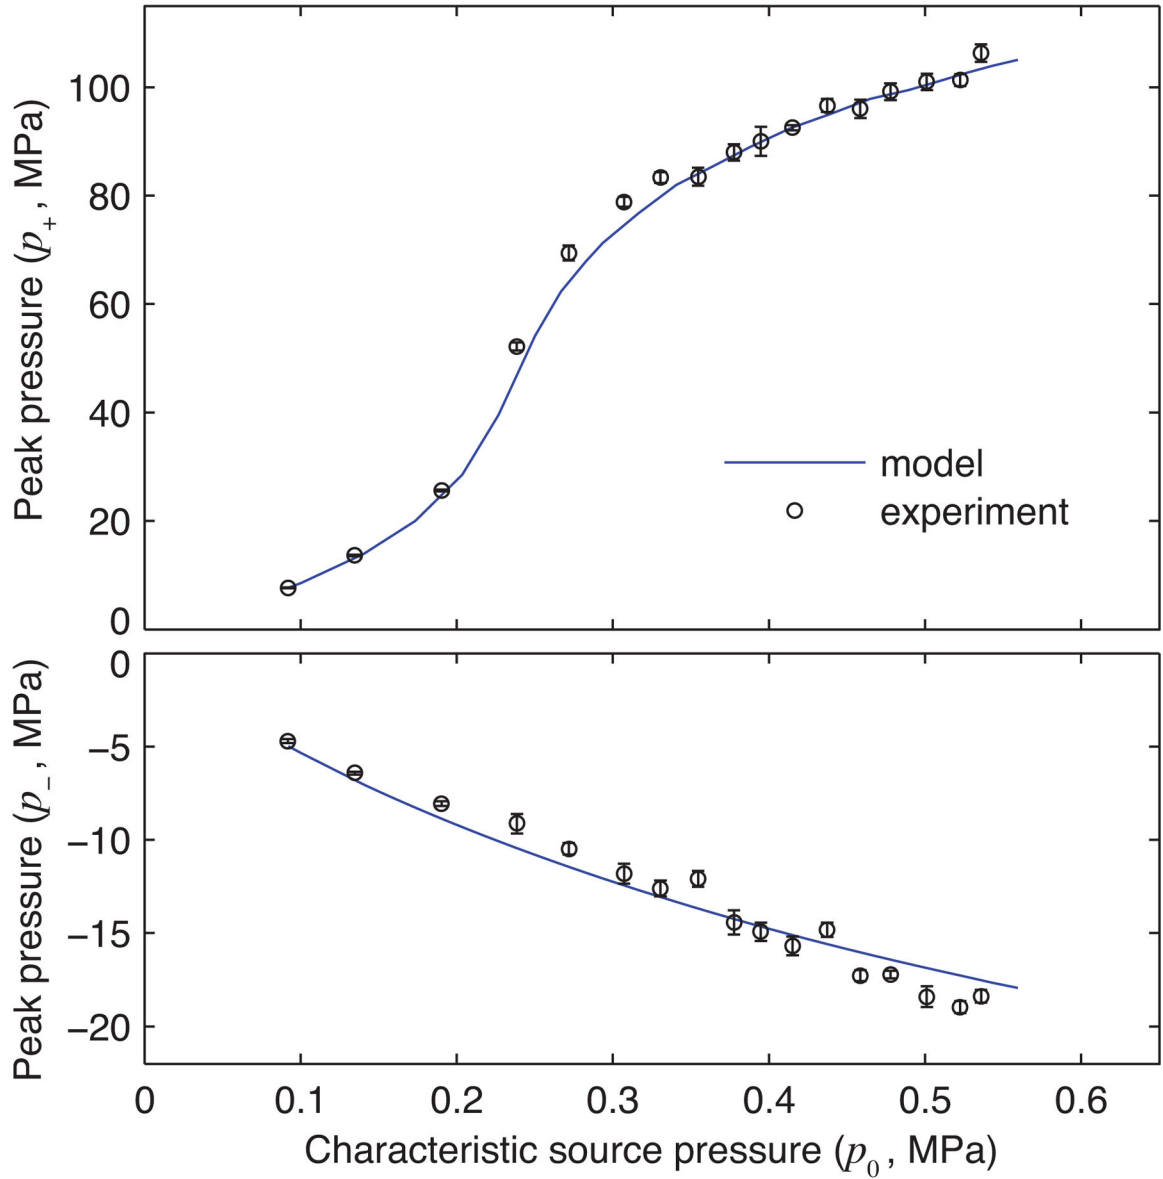 Peak pressure (p₊, MPa)
100
80
60
40
20
0
model
experiment
Peak pressure (p₋, MPa)
0
−5
−10
−15
−20
0 0.1 0.2 0.3 0.4 0.5 0.6
Characteristic source pressure (p₀, MPa)